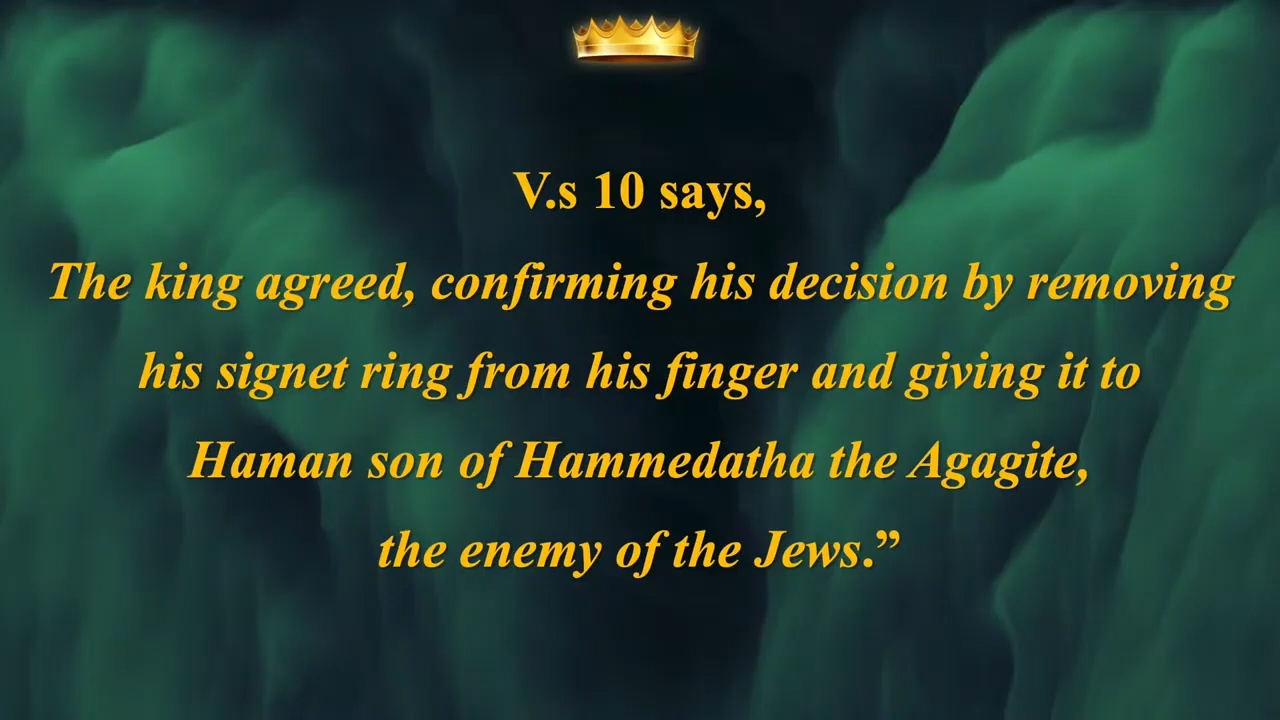 V.s 10 says,
The king agreed, confirming his decision by removing
his signet ring from his finger and giving it to
Haman son of Hammedatha the Agagite,
the enemy of the Jews.”